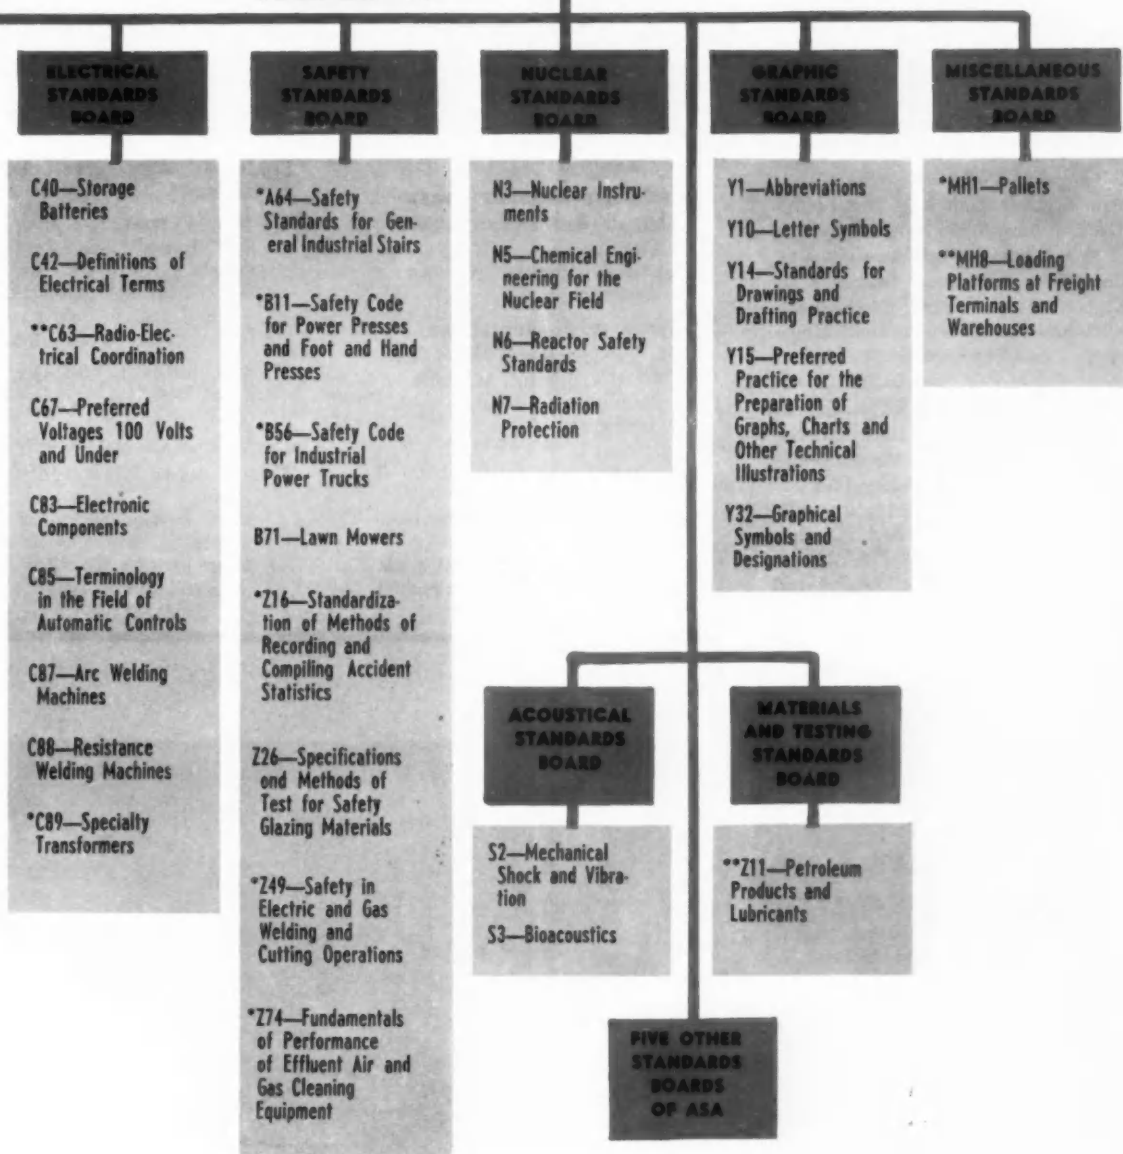 ELECTRICAL
STANDARDS
BOARD
C40—Storage
Batteries
C42—Definitions of
Electrical Terms
**C63—Radio-Elec-
trical Coordination
C67—Preferred
Voltages 100 Volts
and Under
C83—Electronic
Components
C85—Terminology
in the Field of
Automatic Controls
C87—Arc Welding
Machines
C88—Resistance
Welding Machines
*C89—Specialty
Transformers
SAFETY
STANDARDS
BOARD
*A64—Safety
Standards for Gen-
eral Industrial Stairs
*B11—Safety Code
for Power Presses
and Foot and Hand
Presses
*B56—Safety Code
for Industrial
Power Trucks
B71—Lawn Mowers
*Z16—Standardiza-
tion of Methods of
Recording and
Compiling Accident
Statistics
Z26—Specifications
ond Methods of
Test for Safety
Glazing Materials
*Z49—Safety in
Electric and Gas
Welding and
Cutting Operations
*Z74—Fundamentals
of Performance
of Effluent Air and
Gas Cleaning
Equipment
NUCLEAR
STANDARDS
BOARD
N3—Nuclear Instru-
ments
N5—Chemical Engi-
neering for the
Nuclear Field
N6—Reactor Safety
Standards
N7—Radiation
Protection
GRAPHIC
STANDARDS
BOARD
Y1—Abbreviations
Y10—Letter Symbols
Y14—Standards for
Drawings and
Drafting Practice
Y15—Preferred
Practice for the
Preparation of
Graphs, Charts and
Other Technical
Illustrations
Y32—Graphical
Symbols and
Designations
MISCELLANEOUS
STANDARDS
BOARD
*MH1—Pallets
**MH8—Loading
Platforms at Freight
Terminals and
Warehouses
ACOUSTICAL
STANDARDS
BOARD
S2—Mechanical
Shock and Vibra-
tion
S3—Bioacoustics
MATERIALS
AND TESTING
STANDARDS
BOARD
**Z11—Petroleum
Products and
Lubricants
FIVE OTHER
STANDARDS
BOARDS
OF ASA